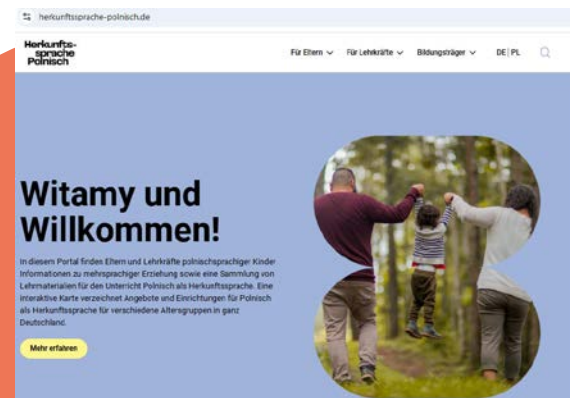 herkunftssprache-polnisch.de
Herkunfts-
sprache
Polnisch
Für Eltern
Für Lehrkräfte
Bildungsträger
DE | PL
Witamy und
Willkommen!
In diesem Portal findes Eltern und Lehrkräfte polnischsprachiger Kinder
Informationen zu mehrsprachiger Erziehung sowie eine Sammlung von
Lehrmaterialien für den Unterricht Polnisch als Herkunftssprache. Eine
interaktive Karte verzeichnet Angebote und Einrichtungen für Polnisch
als Herkunftssprache für verschiedene Altersgruppen in ganz
Deutschland.
Mehr erfahren